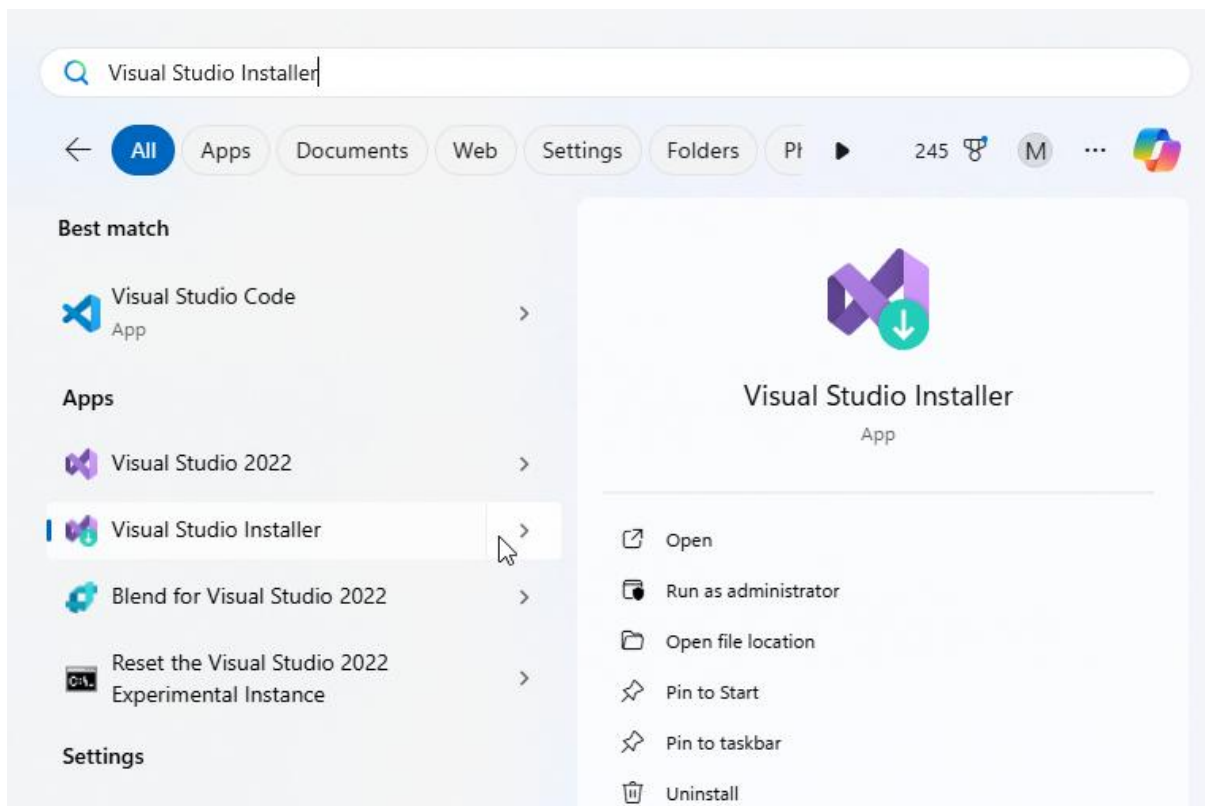 Visual Studio Installer
All Apps Documents Web Settings Folders 245 M ...
Best match
Visual Studio Code
App
Apps
Visual Studio 2022
Visual Studio Installer
Blend for Visual Studio 2022
Reset the Visual Studio 2022
Experimental Instance
Settings
Visual Studio Installer
App
Open
Run as administrator
Open file location
Pin to Start
Pin to taskbar
Uninstall